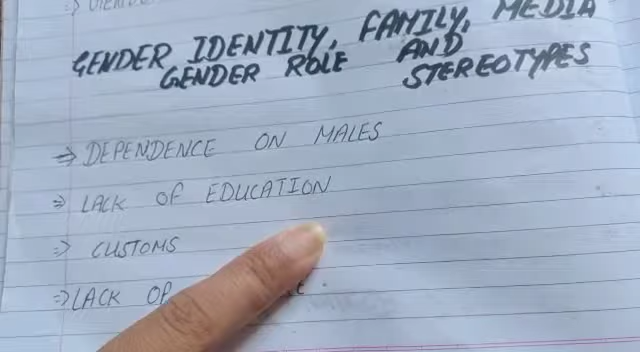 GENDER IDENTITY, FAMILY, MEDIA
GENDER ROLE AND
STEREOTYPES
⇒ DEPENDENCE ON MALES
⇒ LACK OF EDUCATION
⇒ CUSTOMS
⇒ LACK OF